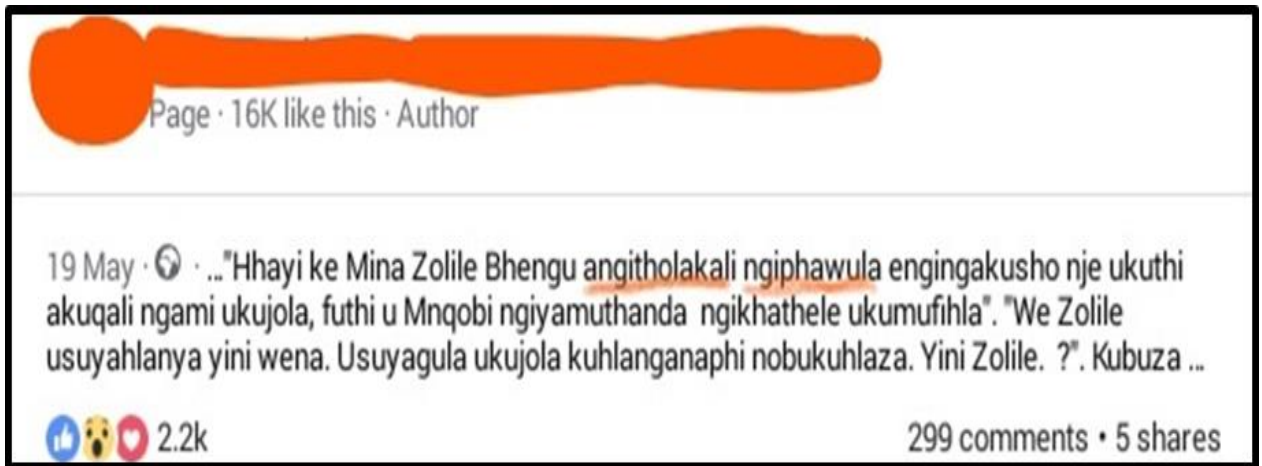 Page · 16K like this · Author
19 May · · ..."Hhayi ke Mina Zolile Bhengu angitholakali ngiphawula engingakusho nje ukuthi
akuqali ngami ukujola, futhi u Mnqobi ngiyamuthanda ngikhathele ukumufihla". "We Zolile
usuyahlanya yini wena. Usuyagula ukujola kuhlanganaphi nobukuhlaza. Yini Zolile. ?". Kubuza ...
2.2k
299 comments • 5 shares